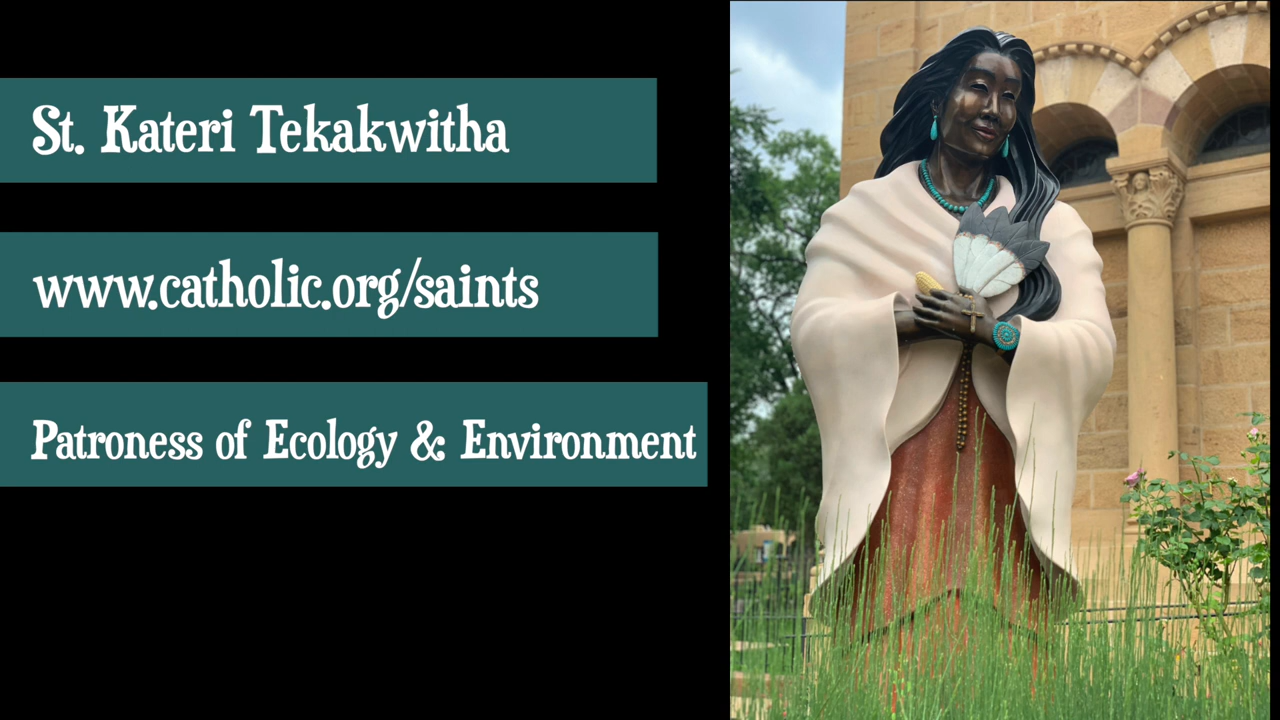 St. Kateri Tekakwitha
www.catholic.org/saints
Patroness of Ecology & Environment